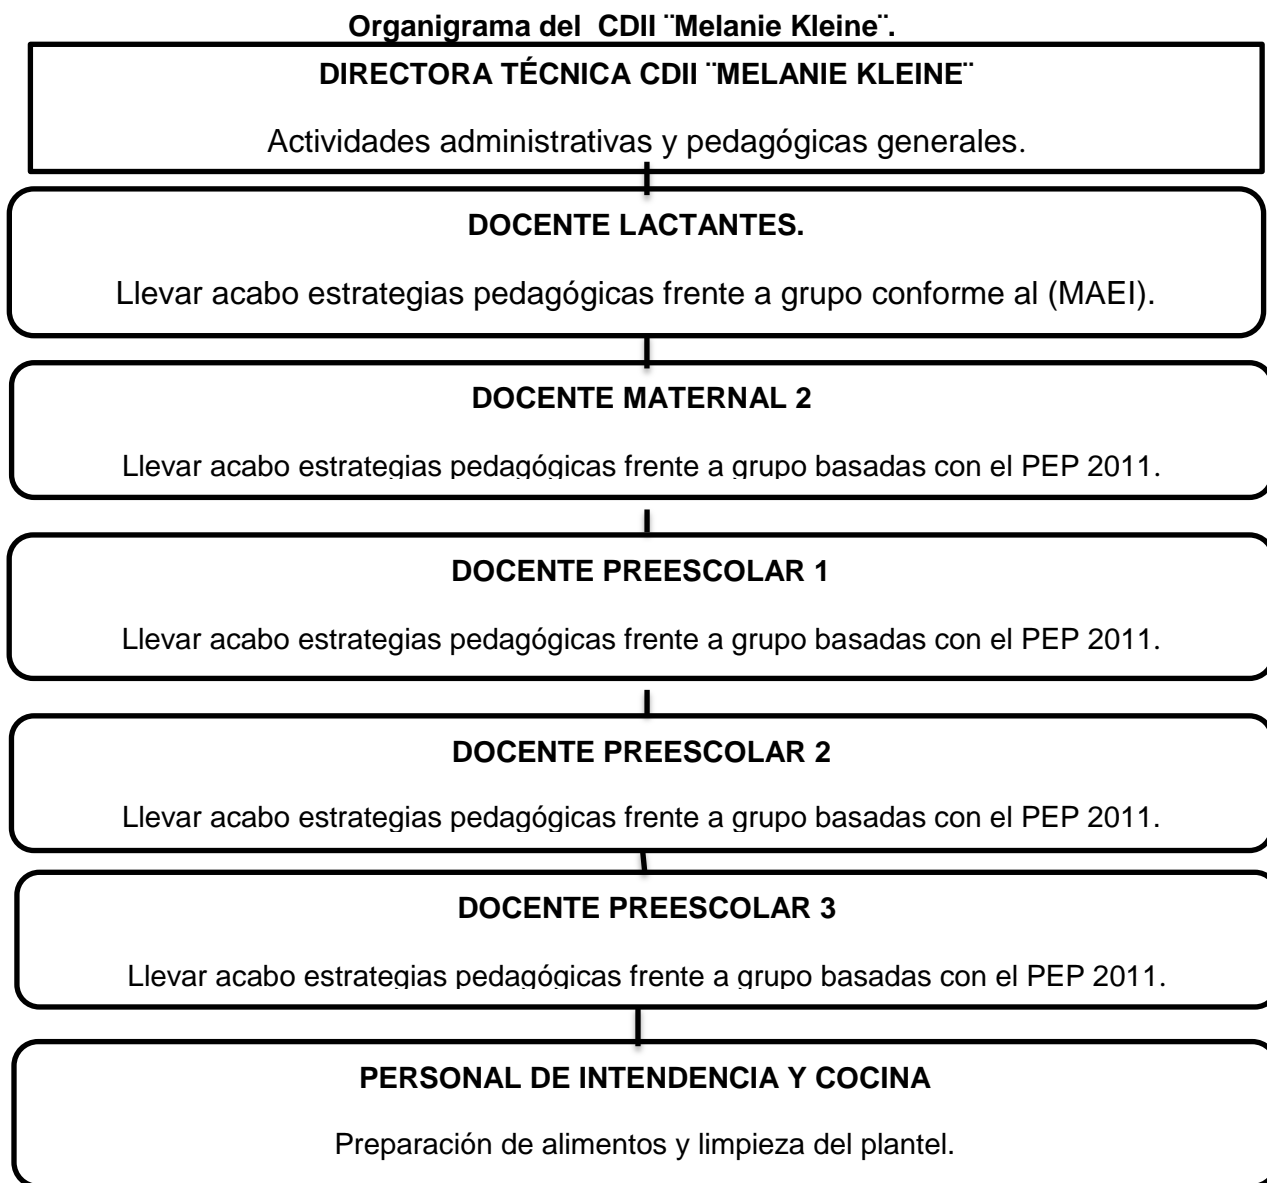 Organigrama del  CDII ¨Melanie Kleine¨.
DIRECTORA TÉCNICA CDII ¨MELANIE KLEINE¨
Actividades administrativas y pedagógicas generales.
DOCENTE LACTANTES.
Llevar acabo estrategias pedagógicas frente a grupo conforme al (MAEI).
DOCENTE MATERNAL 2
Llevar acabo estrategias pedagógicas frente a grupo basadas con el PEP 2011.
DOCENTE PREESCOLAR 1
Llevar acabo estrategias pedagógicas frente a grupo basadas con el PEP 2011.
DOCENTE PREESCOLAR 2
Llevar acabo estrategias pedagógicas frente a grupo basadas con el PEP 2011.
DOCENTE PREESCOLAR 3
Llevar acabo estrategias pedagógicas frente a grupo basadas con el PEP 2011.
PERSONAL DE INTENDENCIA Y COCINA
Preparación de alimentos y limpieza del plantel.